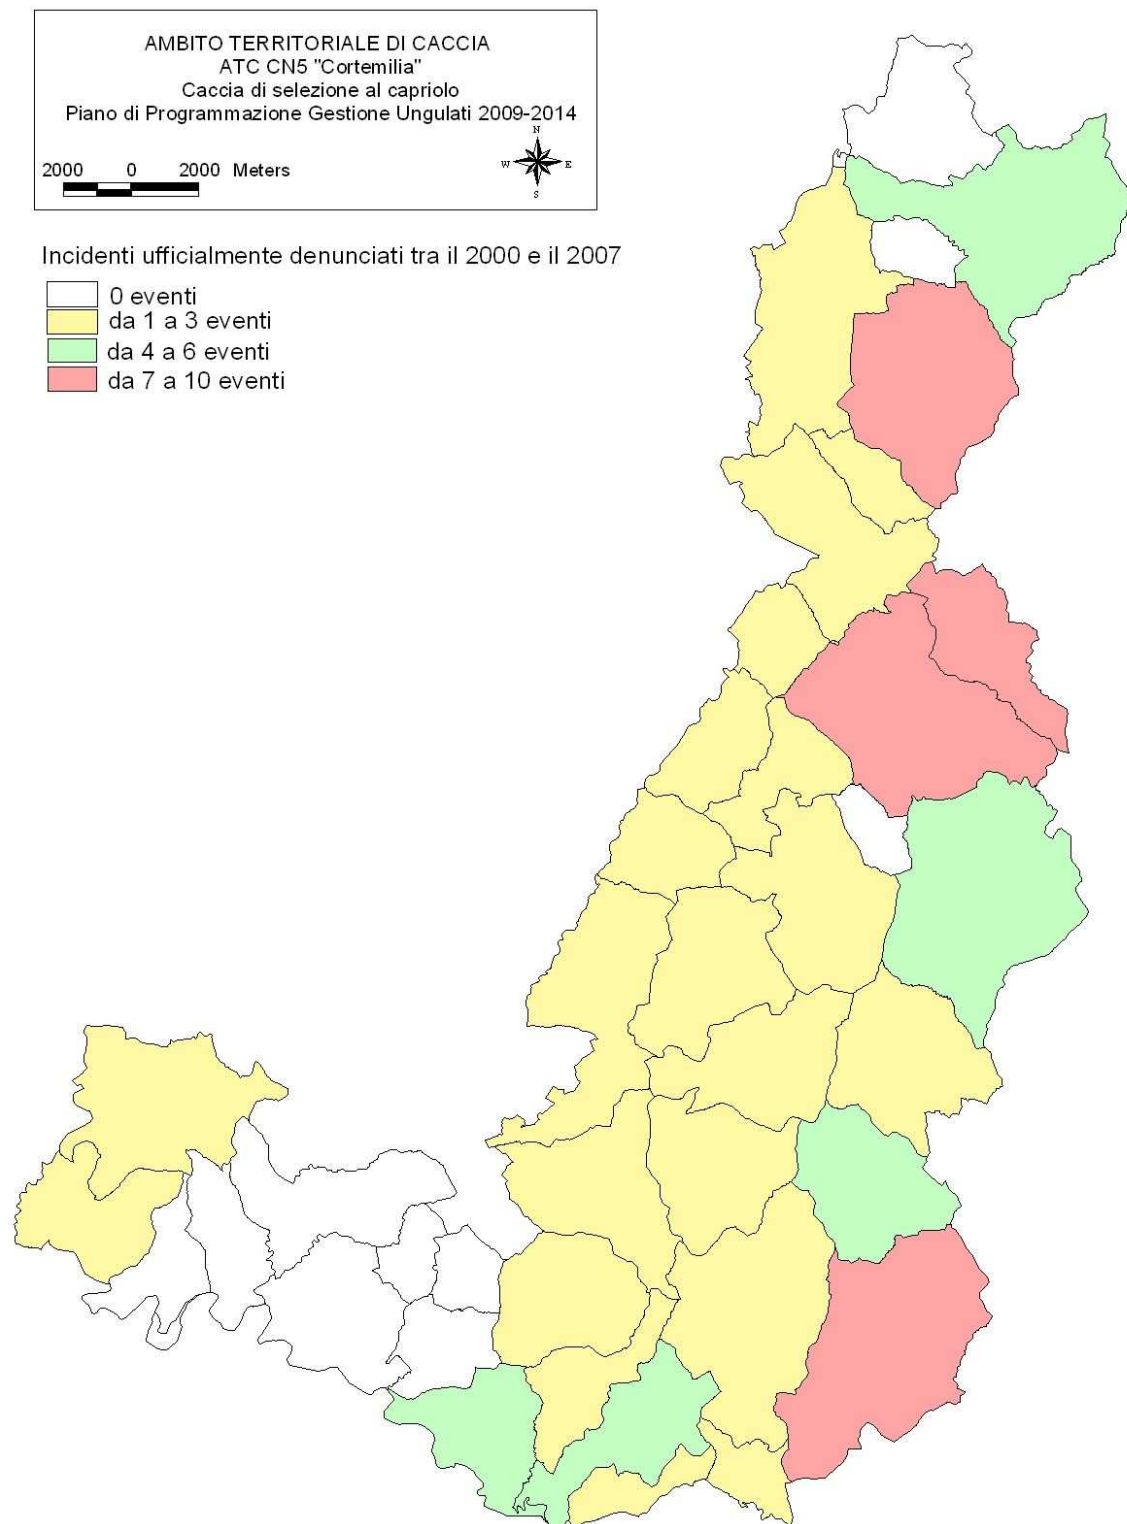 AMBITO TERRITORIALE DI CACCIA
ATC CN5 "Cortemilia"
Caccia di selezione al capriolo
Piano di Programmazione Gestione Ungulati 2009-2014
N
W E
S
2000 0 2000 Meters
Incidenti ufficialmente denunciati tra il 2000 e il 2007
0 eventi
da 1 a 3 eventi
da 4 a 6 eventi
da 7 a 10 eventi